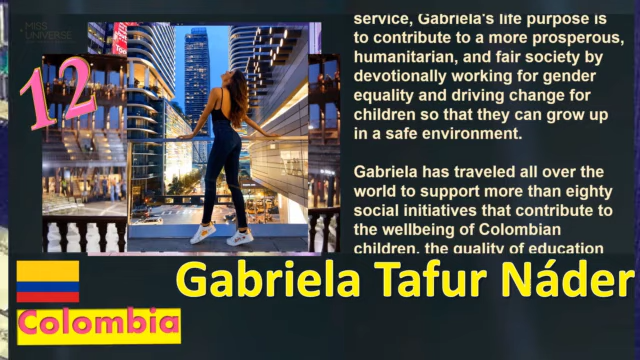 MISS
UNIVERSE
12
service, Gabriela's life purpose is
to contribute to a more prosperous,
humanitarian, and fair society by
devotionally working for gender
equality and driving change for
children so that they can grow up
in a safe environment.
Gabriela has traveled all over the
world to support more than eighty
social initiatives that contribute to
the wellbeing of Colombian
children, the quality of education
Gabriela Tafur Náder
Colombia